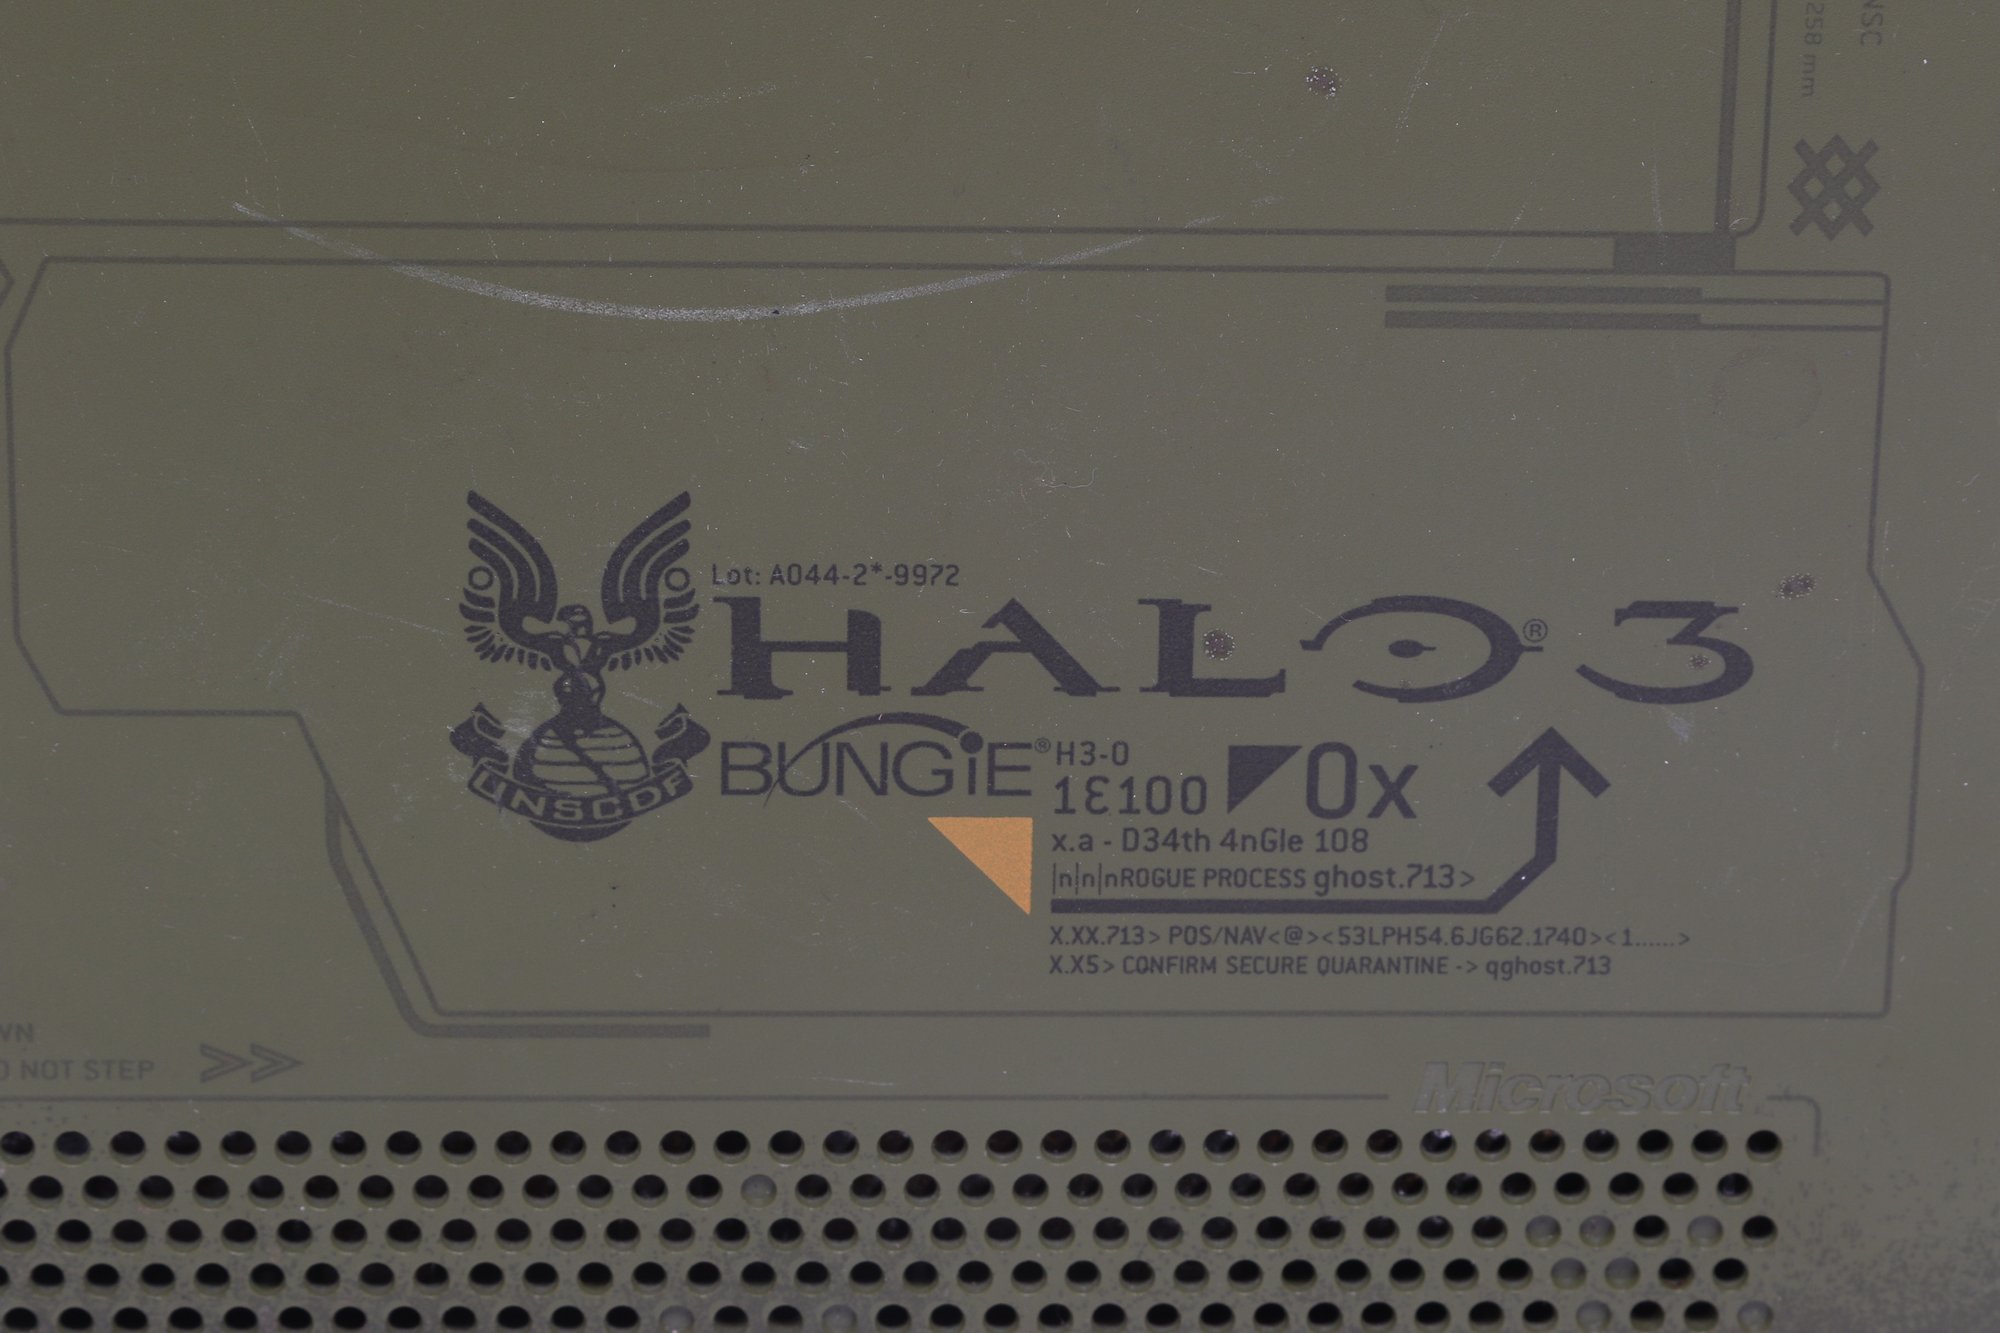 NSC
258 mm
Lot: A044-2*-9972
HALO® 3
BUNGiE®
H3-0
1Ɛ100
0x
x.a - D34th 4nGle 108
|n|n|nROGUE PROCESS ghost.713>
X.XX.713> POS/NAV<@><53LPH54.6JG62.1740><1......>
X.X5> CONFIRM SECURE QUARANTINE -> qghost.713
UNSCDF
WN
O NOT STEP
Microsoft